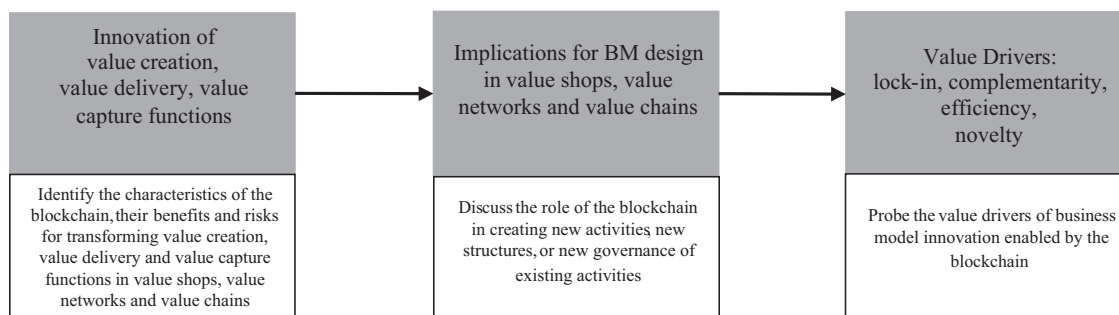 Innovation of
value creation,
value delivery, value
capture functions
Identify the characteristics of the
blockchain, their benefits and risks
for transforming value creation,
value delivery and value capture
functions in value shops, value
networks and value chains
Implications for BM design
in value shops, value
networks and value chains
Discuss the role of the blockchain
in creating new activities, new
structures, or new governance of
existing activities
Value Drivers:
lock-in, complementarity,
efficiency,
novelty
Probe the value drivers of business
model innovation enabled by the
blockchain